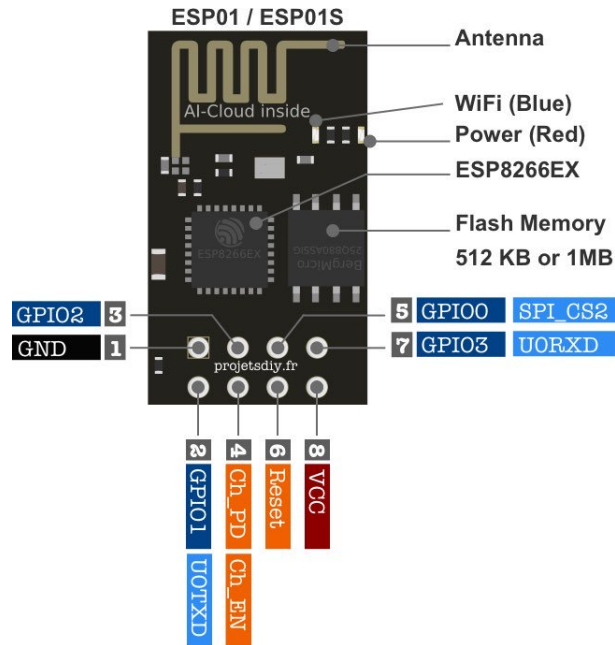 ESP01 / ESP01S
Antenna
AI-Cloud inside
WiFi (Blue)
Power (Red)
ESP8266EX
ESP8266EX
BergMicro
25Q80ASSIG
Flash Memory
512 KB or 1MB
GPIO2 3
5 GPIO0 SPI_CS2
GND 1
7 GPIO3 U0RXD
projetsdiy.fr
2 GPIO1 U0TXD
4 Ch_PD Ch_EN
6 Reset
8 VCC